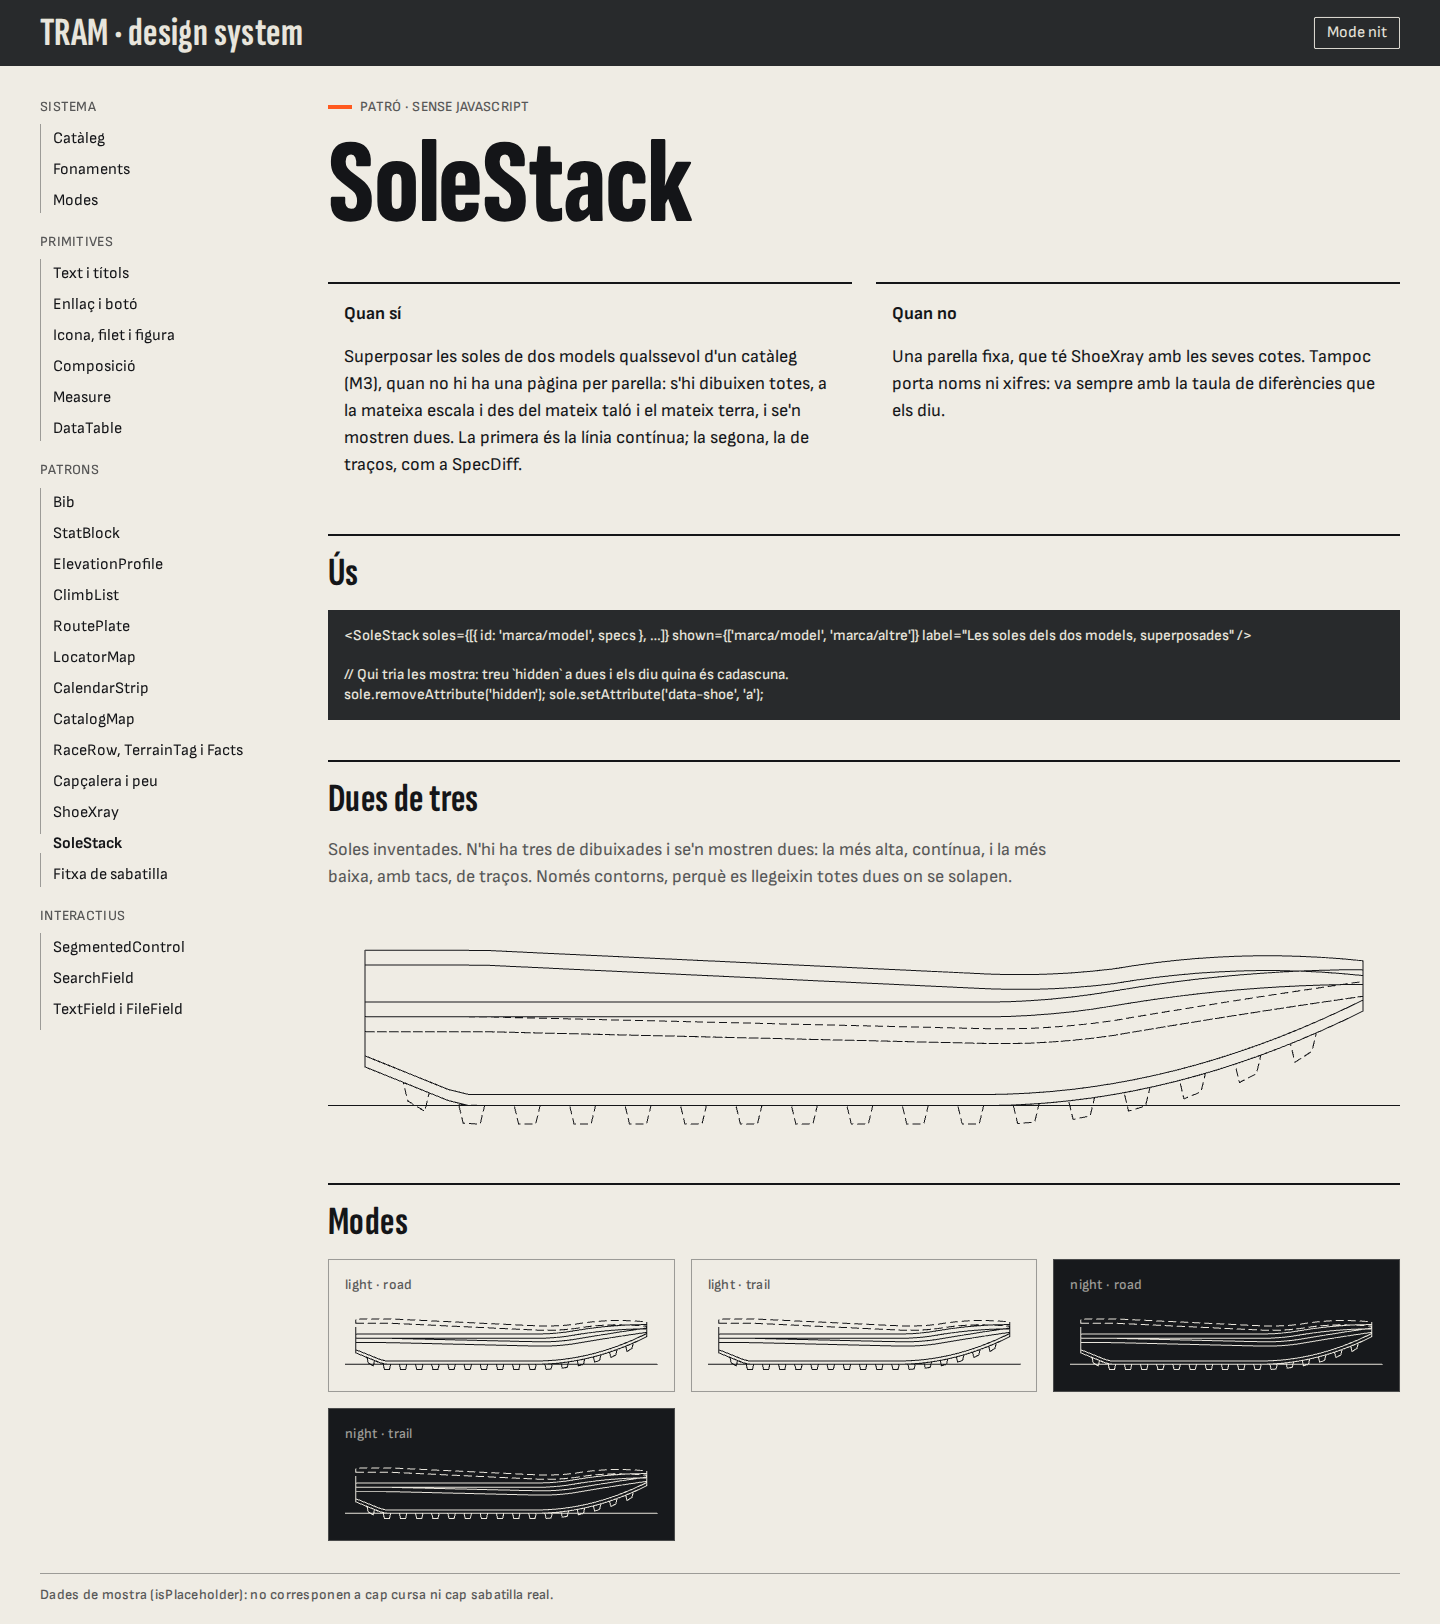 TRAM · design system
Mode nit
SISTEMA
Catàleg
Fonaments
Modes
PRIMITIVES
Text i títols
Enllaç i botó
Icona, filet i figura
Composició
Measure
DataTable
PATRONS
Bib
StatBlock
ElevationProfile
ClimbList
RoutePlate
LocatorMap
CalendarStrip
CatalogMap
RaceRow, TerrainTag i Facts
Capçalera i peu
ShoeXray
SoleStack
Fitxa de sabatilla
INTERACTIUS
SegmentedControl
SearchField
TextField i FileField
PATRÓ · SENSE JAVASCRIPT
SoleStack
Quan sí
Superposar les soles de dos models qualssevol d'un catàleg
(M3), quan no hi ha una pàgina per parella: s'hi dibuixen totes, a
la mateixa escala i des del mateix taló i el mateix terra, i se'n
mostren dues. La primera és la línia contínua; la segona, la de
traços, com a SpecDiff.
Quan no
Una parella fixa, que té ShoeXray amb les seves cotes. Tampoc
porta noms ni xifres: va sempre amb la taula de diferències que
els diu.
Ús
<SoleStack soles={[{ id: 'marca/model', specs }, …]} shown={['marca/model', 'marca/altre']} label="Les soles dels dos models, superposades" />
// Qui tria les mostra: treu `hidden` a dues i els diu quina és cadascuna.
sole.removeAttribute('hidden'); sole.setAttribute('data-shoe', 'a');
Dues de tres
Soles inventades. N'hi ha tres de dibuixades i se'n mostren dues: la més alta, contínua, i la més
baixa, amb tacs, de traços. Només contorns, perquè es llegeixin totes dues on se solapen.
Modes
light · road
light · trail
night · road
night · trail
Dades de mostra (isPlaceholder): no corresponen a cap cursa ni cap sabatilla real.